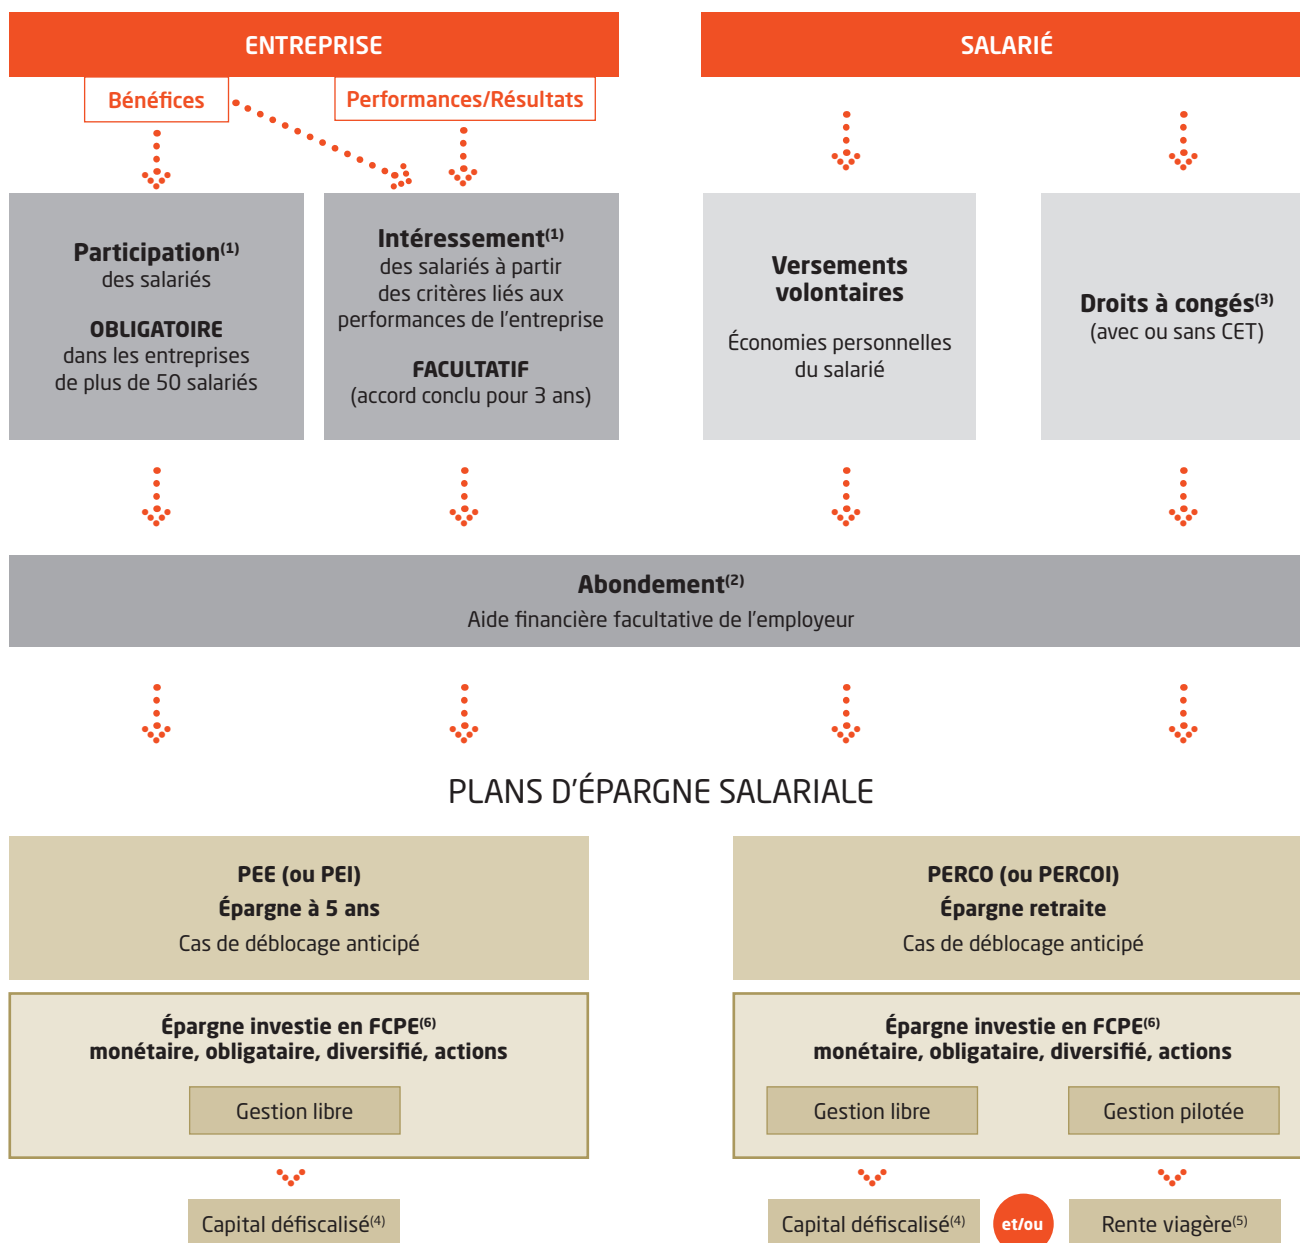 ENTREPRISE
Bénéfices
Performances/Résultats
Participation(1)
des salariés
OBLIGATOIRE
dans les entreprises
de plus de 50 salariés
Intéressement(1)
des salariés à partir
des critères liés aux
performances de l'entreprise
FACULTATIF
(accord conclu pour 3 ans)
SALARIÉ
Versements
volontaires
Économies personnelles
du salarié
Droits à congés(3)
(avec ou sans CET)
Abondement(2)
Aide financière facultative de l'employeur
PLANS D'ÉPARGNE SALARIALE
PEE (ou PEI)
Épargne à 5 ans
Cas de déblocage anticipé
Épargne investie en FCPE(6)
monétaire, obligataire, diversifié, actions
Gestion libre
Capital défiscalisé(4)
PERCO (ou PERCOI)
Épargne retraite
Cas de déblocage anticipé
Épargne investie en FCPE(6)
monétaire, obligataire, diversifié, actions
Gestion libre
Gestion pilotée
Capital défiscalisé(4)
et/ou
Rente viagère(5)